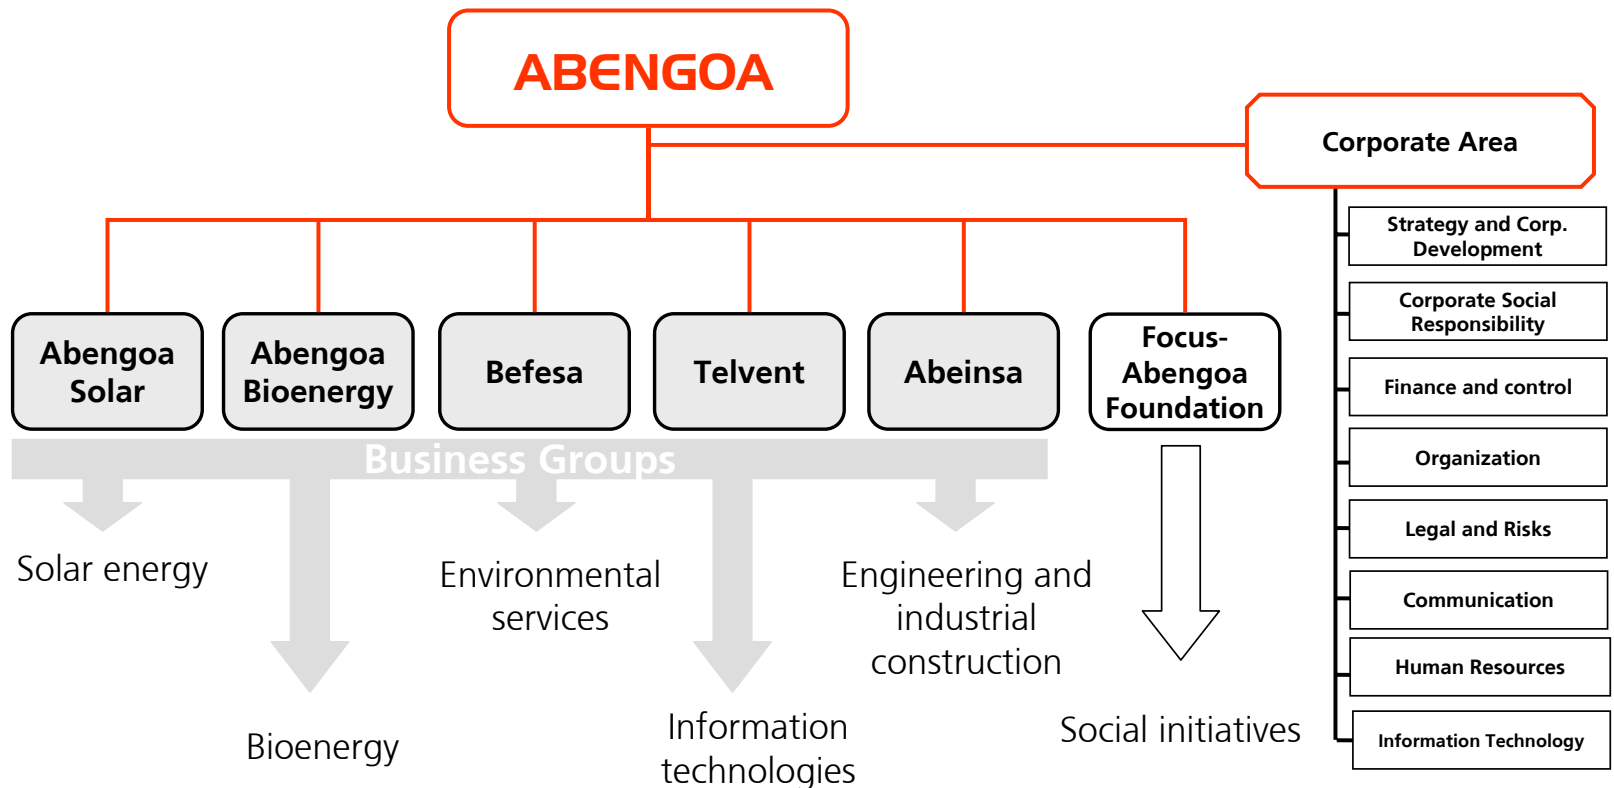 ABENGOA
Corporate Area
Strategy and Corp.
Development
Corporate Social
Responsibility
Finance and control
Organization
Legal and Risks
Communication
Human Resources
Information Technology
Abengoa
Solar
Abengoa
Bioenergy
Befesa
Telvent
Abeinsa
Focus-
Abengoa
Foundation
Business Groups
Solar energy
Bioenergy
Environmental
services
Information
technologies
Engineering and
industrial
construction
Social initiatives